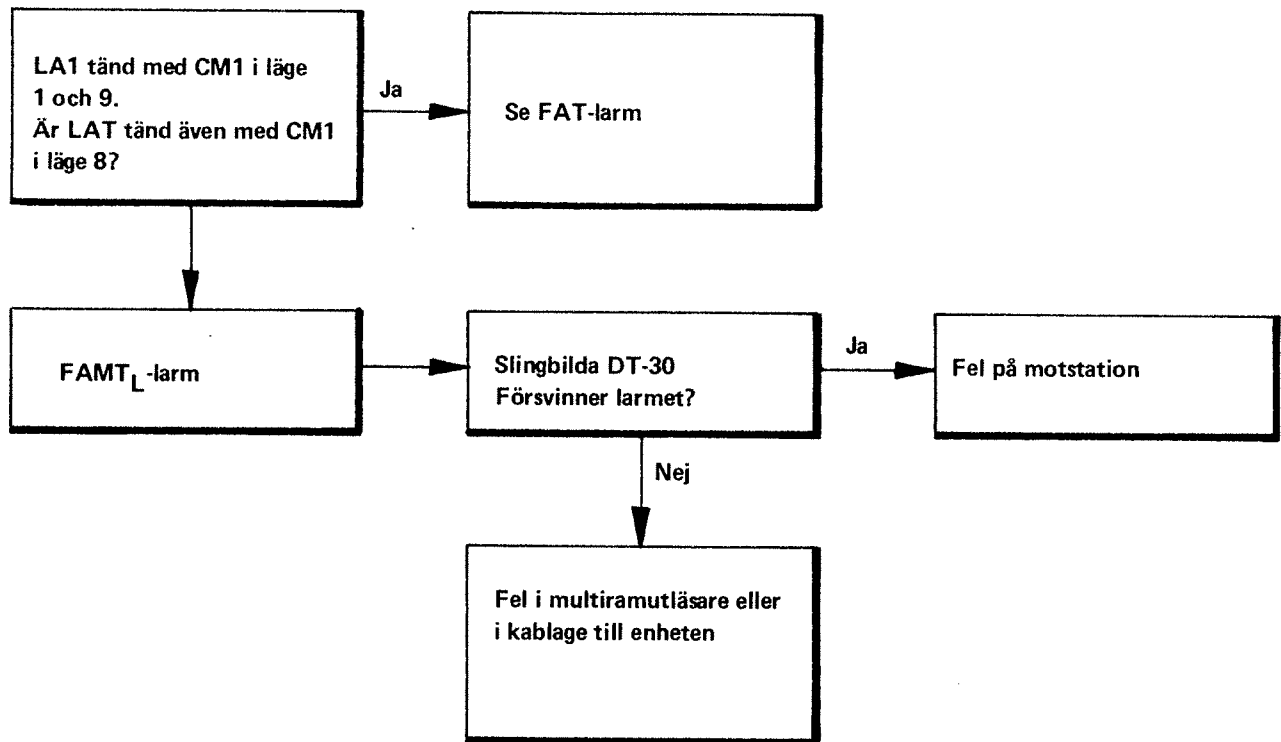 LA1 tänd med CM1 i läge
1 och 9.
Är LAT tänd även med CM1
i läge 8?
Ja
Se FAT-larm
FAMTL-larm
Slingbilda DT-30
Försvinner larmet?
Ja
Fel på motstation
Nej
Fel i multiramutläsare eller
i kablage till enheten